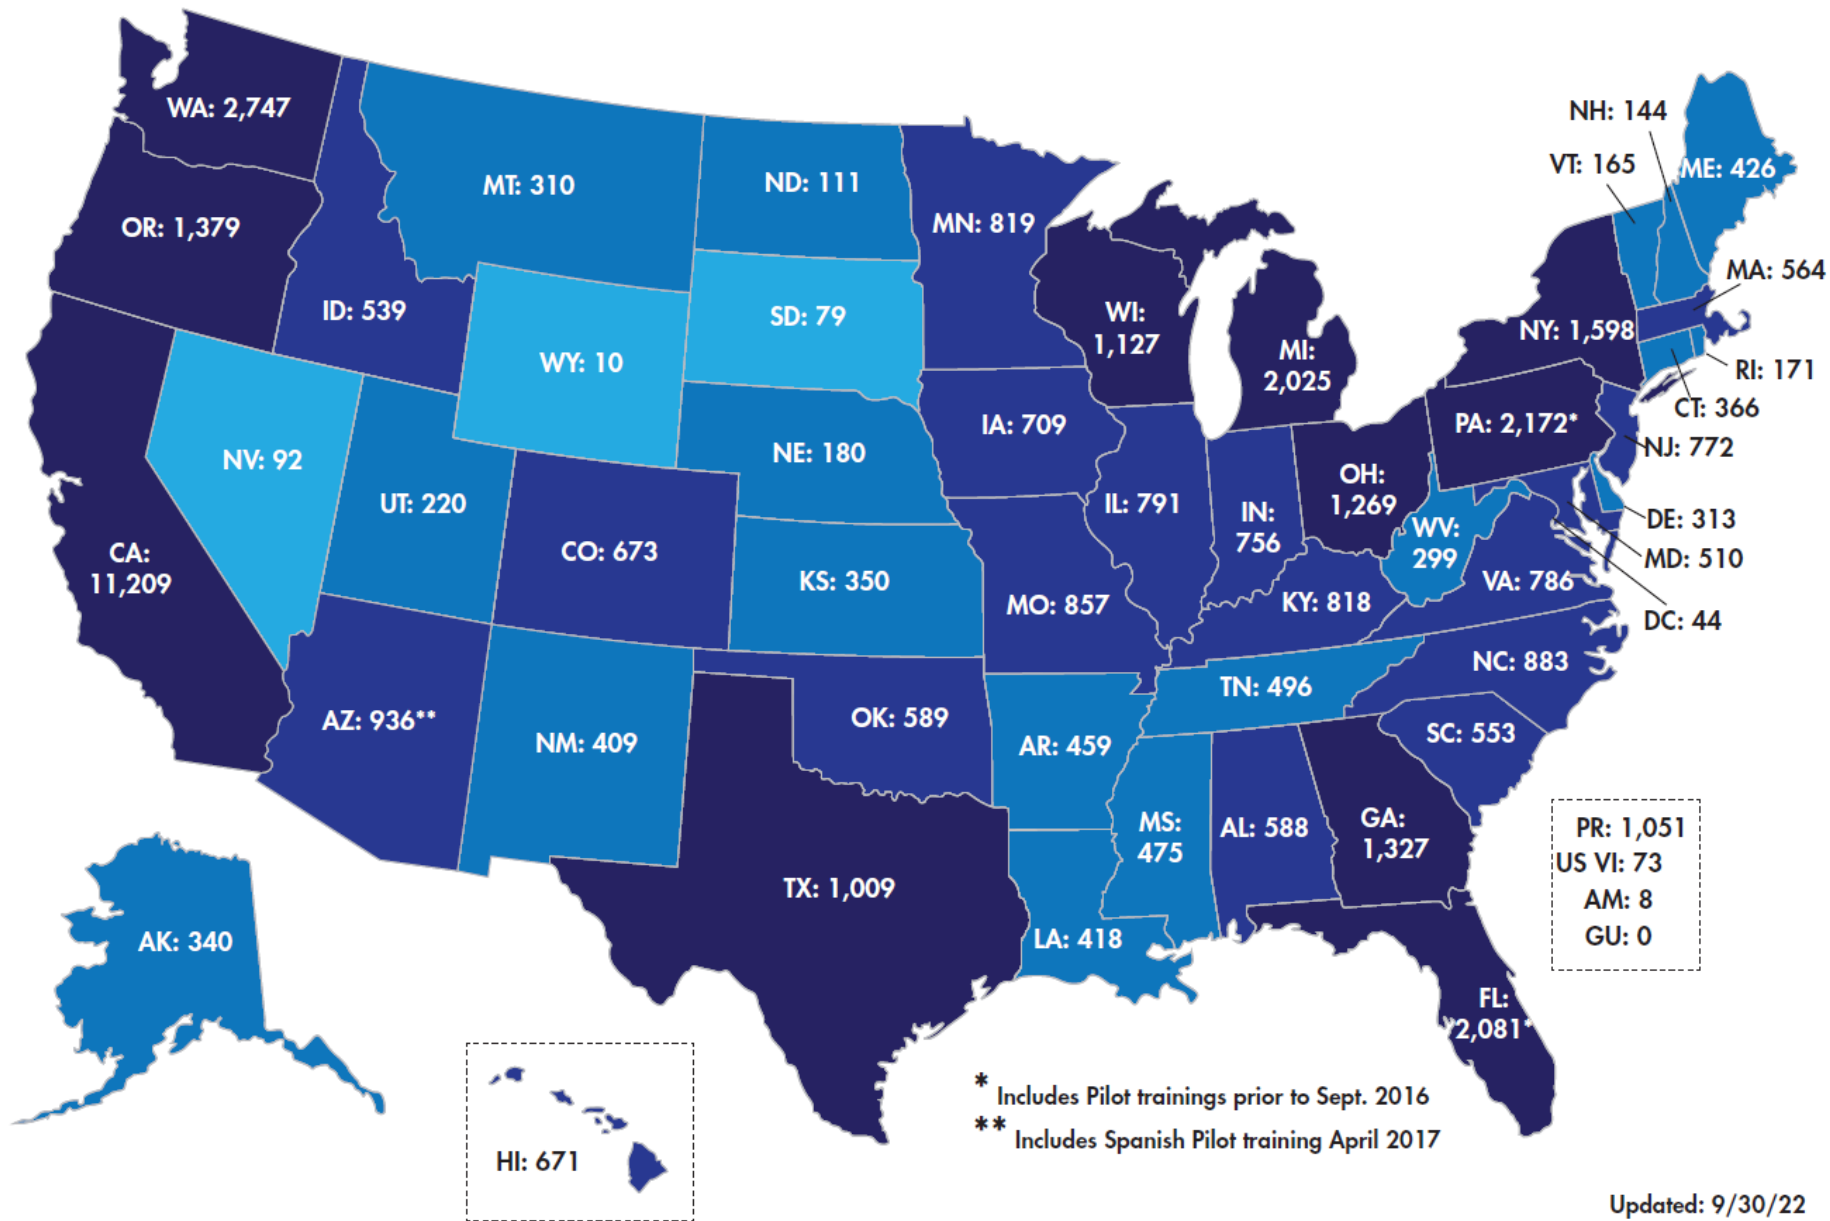 WA: 2,747
OR: 1,379
CA:
11,209
NV: 92
ID: 539
MT: 310
WY: 10
UT: 220
CO: 673
AZ: 936**
NM: 409
ND: 111
SD: 79
NE: 180
KS: 350
OK: 589
TX: 1,009
MN: 819
IA: 709
MO: 857
AR: 459
LA: 418
WI:
1,127
IL: 791
MI:
2,025
IN:
756
OH:
1,269
KY: 818
TN: 496
MS:
475
AL: 588
GA:
1,327
FL:
2,081*
SC: 553
NC: 883
VA: 786
WV:
299
PA: 2,172*
NY: 1,598
NH: 144
VT: 165
ME: 426
MA: 564
RI: 171
CT: 366
NJ: 772
DE: 313
MD: 510
DC: 44
PR: 1,051
US VI: 73
AM: 8
GU: 0
AK: 340
HI: 671
* Includes Pilot trainings prior to Sept. 2016
** Includes Spanish Pilot training April 2017
Updated: 9/30/22